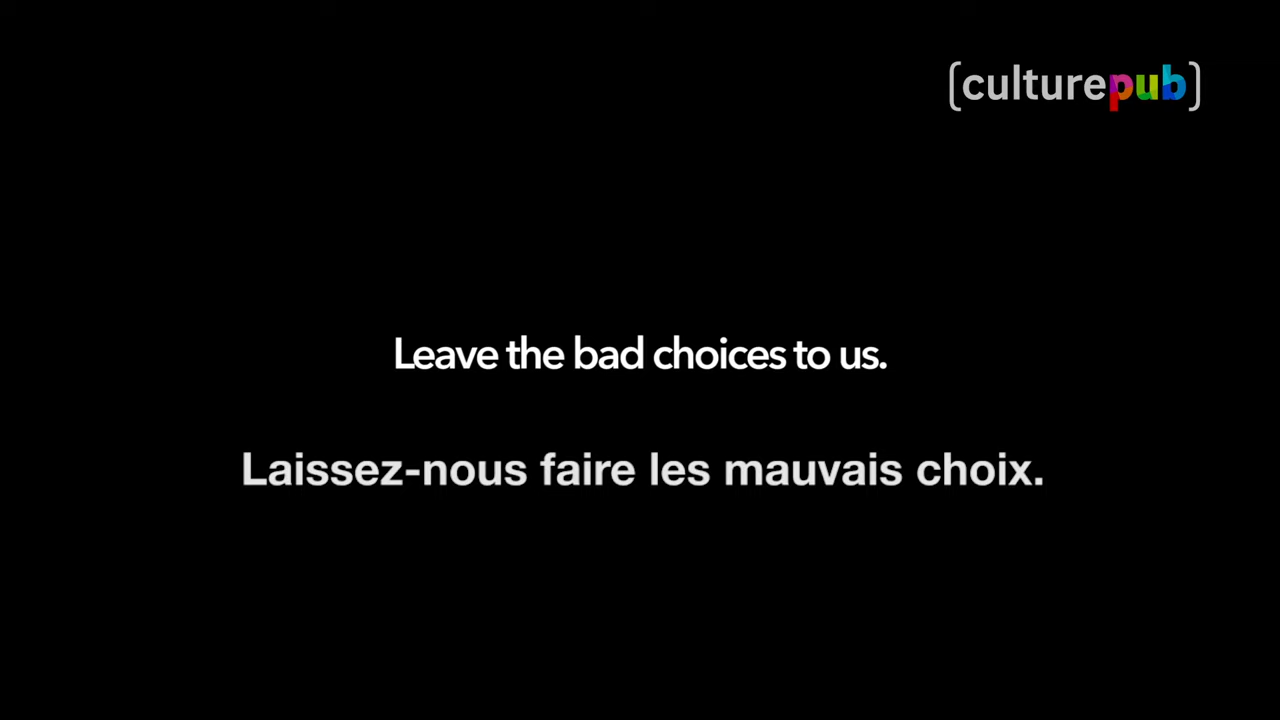 (culturepub)
Leave the bad choices to us.
Laissez-nous faire les mauvais choix.